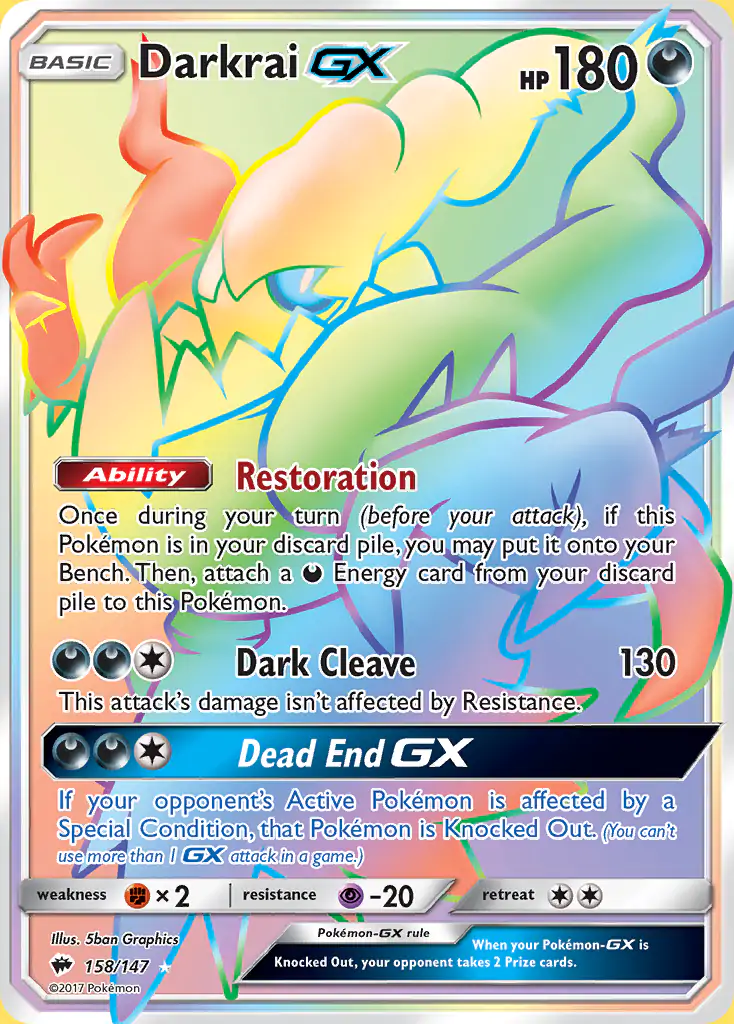 BASIC Darkrai GX HP 180
Ability Restoration
Once during your turn (before your attack), if this
Pokémon is in your discard pile, you may put it onto your
Bench. Then, attach a Energy card from your discard
pile to this Pokémon.
Dark Cleave 130
This attack's damage isn't affected by Resistance.
Dead End GX
If your opponent's Active Pokémon is affected by a
Special Condition, that Pokémon is Knocked Out. (You can't
use more than 1 GX attack in a game.)
weakness ×2 resistance -20 retreat
Illus. 5ban Graphics
158/147
©2017 Pokémon
Pokémon-GX rule
When your Pokémon-GX is
Knocked Out, your opponent takes 2 Prize cards.